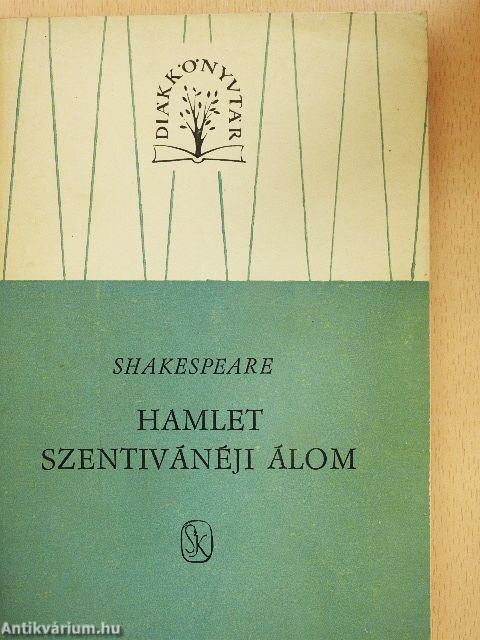 DIÁKKÖNYVTÁR
SHAKESPEARE
HAMLET
SZENTIVÁNÉJI ÁLOM
SK
Antikvárium.hu